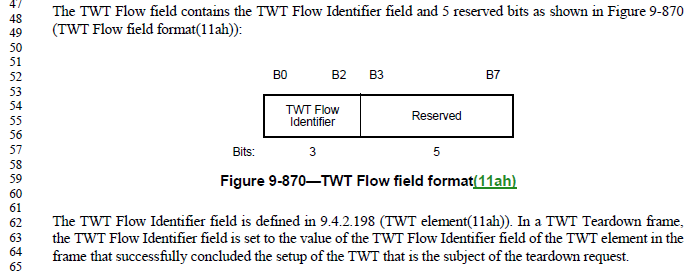 47
48 The TWT Flow field contains the TWT Flow Identifier field and 5 reserved bits as shown in Figure 9-870
49 (TWT Flow field format(11ah)):
50
51
52 B0 B2 B3 B7
53
54 TWT Flow
55 Identifier Reserved
56
57 Bits: 3 5
58
59 Figure 9-870—TWT Flow field format(11ah)
60
61
62 The TWT Flow Identifier field is defined in 9.4.2.198 (TWT element(11ah)). In a TWT Teardown frame,
63 the TWT Flow Identifier field is set to the value of the TWT Flow Identifier field of the TWT element in the
64 frame that successfully concluded the setup of the TWT that is the subject of the teardown request.
65